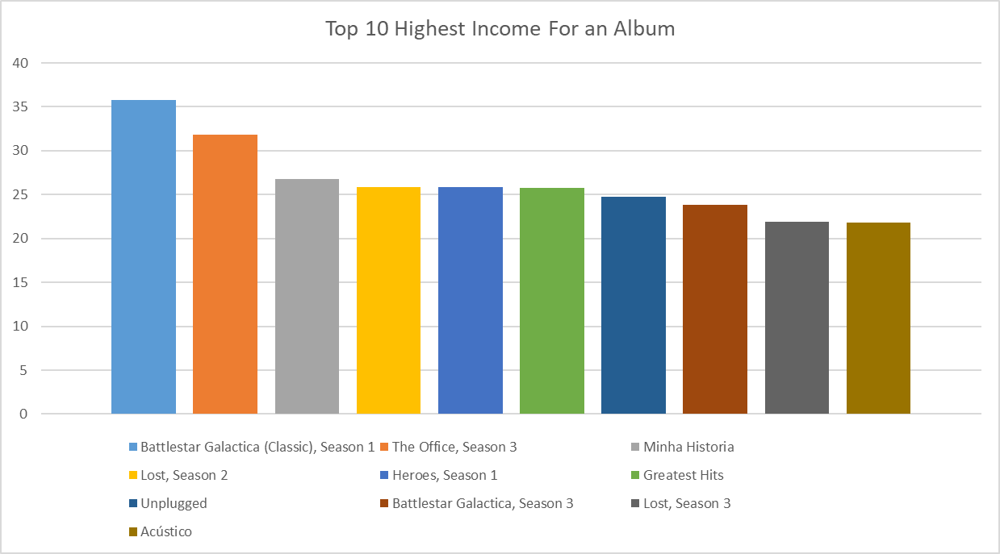 Top 10 Highest Income For an Album
40
35
30
25
20
15
10
5
0
Battlestar Galactica (Classic), Season 1 The Office, Season 3 Minha Historia
Lost, Season 2 Heroes, Season 1 Greatest Hits
Unplugged Battlestar Galactica, Season 3 Lost, Season 3
Acústico